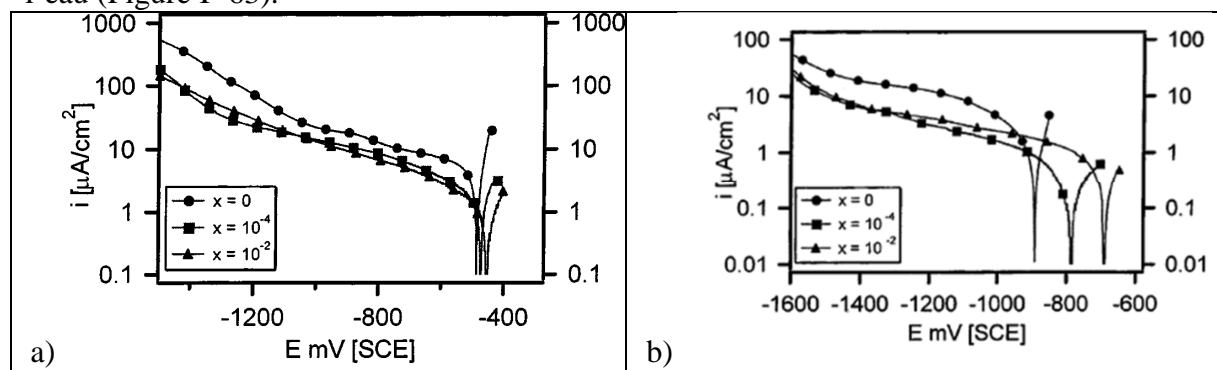 l'eau (Figure I- 63).
1000
100
10
1
0.1
i [µA/cm²]
x = 0
x = 10⁻⁴
x = 10⁻²
1000
100
10
1
0.1
-1200
-800
-400
E mV [SCE]
a)
100
10
1
0.1
0.01
i [µA/cm²]
x = 0
x = 10⁻⁴
x = 10⁻²
100
10
1
0.1
0.01
-1600
-1400
-1200
-1000
-800
-600
E mV [SCE]
b)